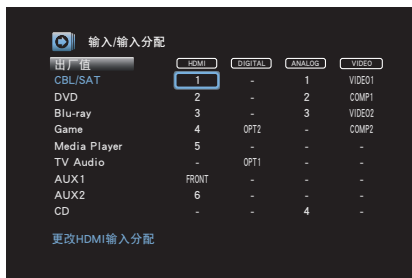 输入/输入分配
出厂值 HDMI DIGITAL ANALOG VIDEO
CBL/SAT 1 - 1 VIDEO1
DVD 2 - 2 COMP1
Blu-ray 3 - 3 VIDEO2
Game 4 OPT2 - COMP2
Media Player 5 - - -
TV Audio - OPT1 - -
AUX1 FRONT - - -
AUX2 6 - - -
CD - - 4 -
更改HDMI输入分配